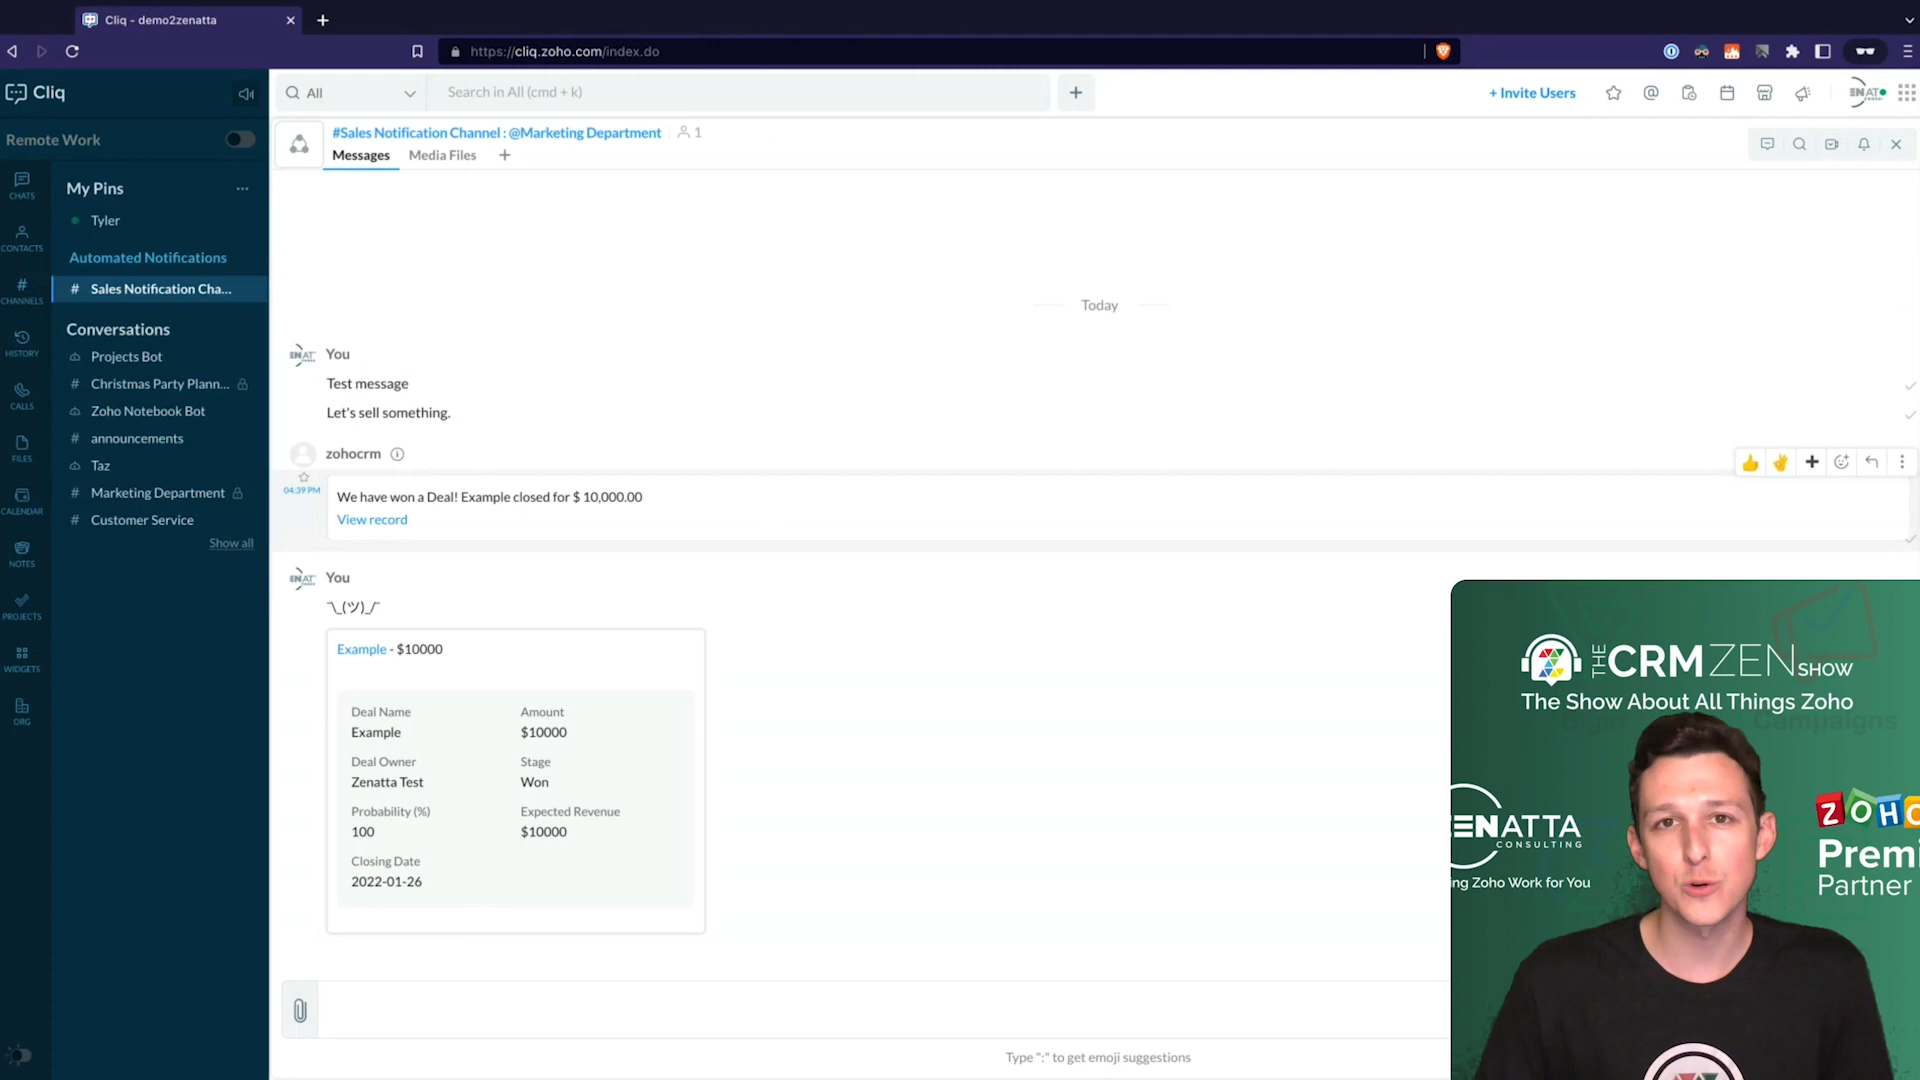 Cliq - demo2zenatta
https://cliq.zoho.com/index.do
Cliq
All
Search in All (cmd + k)
+ Invite Users
Remote Work
#Sales Notification Channel : @Marketing Department
1
Messages
Media Files
My Pins
Tyler
Automated Notifications
# Sales Notification Cha...
Conversations
Projects Bot
# Christmas Party Plann...
Zoho Notebook Bot
# announcements
Taz
# Marketing Department
# Customer Service
Show all
CHATS
CONTACTS
CHANNELS
HISTORY
CALLS
FILES
CALENDAR
NOTES
PROJECTS
WIDGETS
ORG
Today
You
Test message
Let's sell something.
zohocrm
04:39 PM
We have won a Deal! Example closed for $ 10,000.00
View record
You
¯\_(ツ)_/¯
Example - $10000
Deal Name
Amount
Example
$10000
Deal Owner
Stage
Zenatta Test
Won
Probability (%)
Expected Revenue
100
$10000
Closing Date
2022-01-26
Type ":" to get emoji suggestions
THE CRMZEN SHOW
The Show About All Things Zoho
Campaigns
ENATTA
CONSULTING
ing Zoho Work for You
ZOHO
Premi
Partner